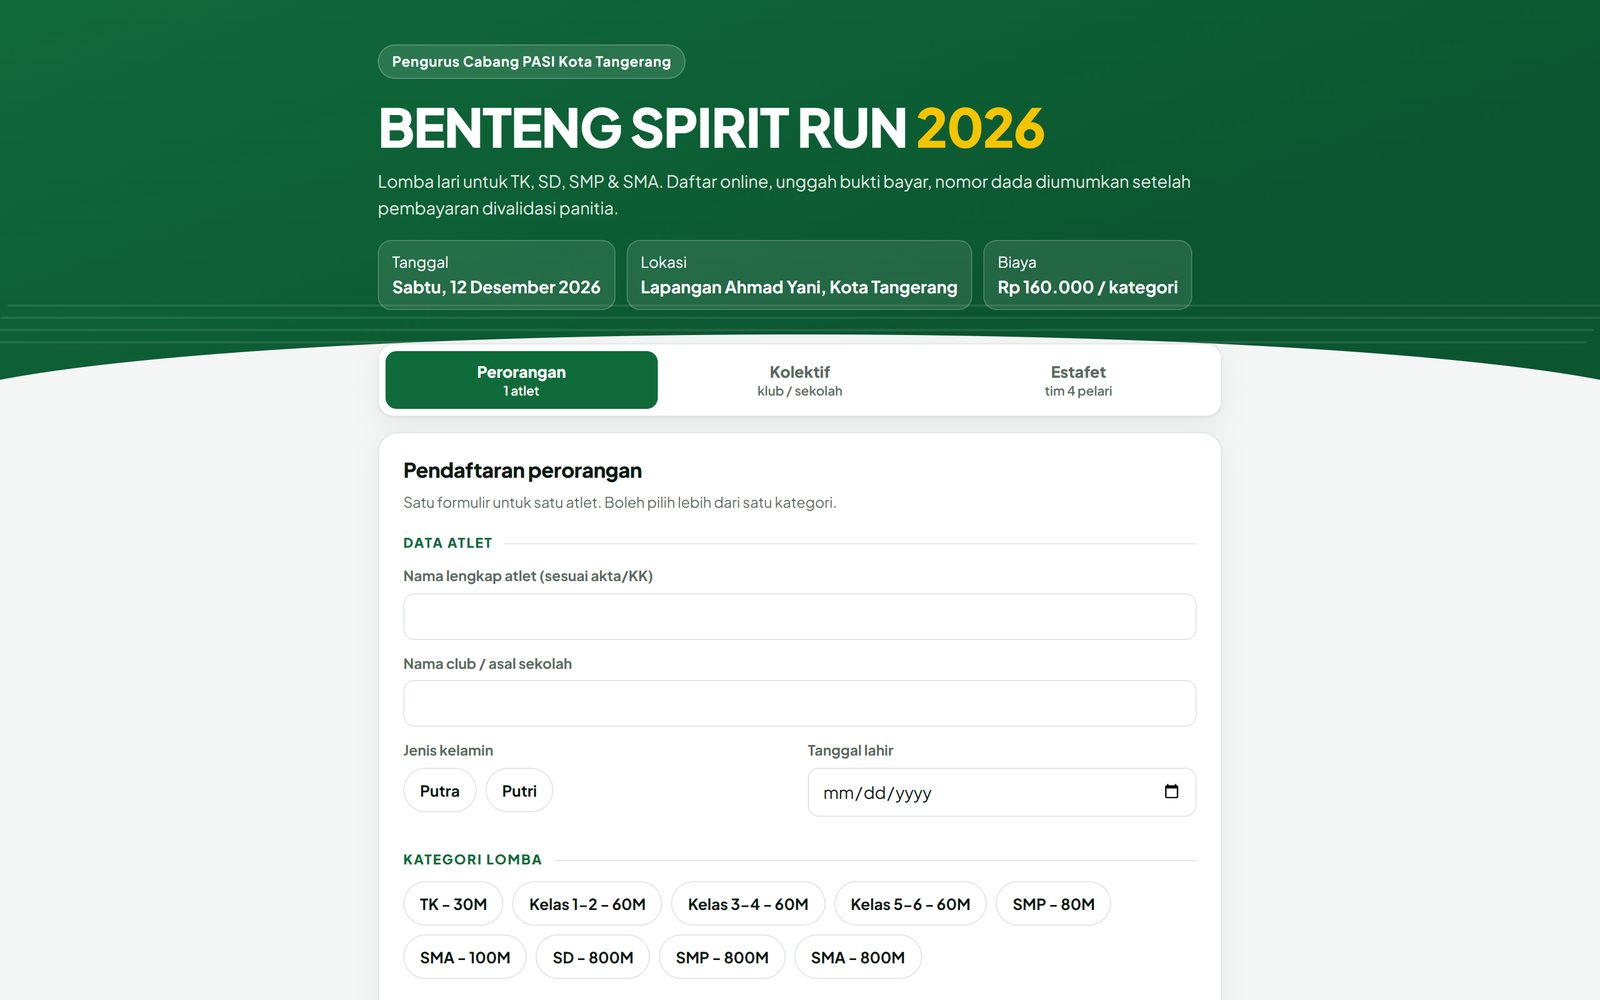 Pengurus Cabang PASI Kota Tangerang
BENTENG SPIRIT RUN 2026
Lomba lari untuk TK, SD, SMP & SMA. Daftar online, unggah bukti bayar, nomor dada diumumkan setelah
pembayaran divalidasi panitia.
Tanggal
Sabtu, 12 Desember 2026
Lokasi
Lapangan Ahmad Yani, Kota Tangerang
Biaya
Rp 160.000 / kategori
Perorangan
1 atlet
Kolektif
klub / sekolah
Estafet
tim 4 pelari
Pendaftaran perorangan
Satu formulir untuk satu atlet. Boleh pilih lebih dari satu kategori.
DATA ATLET
Nama lengkap atlet (sesuai akta/KK)
Nama club / asal sekolah
Jenis kelamin
Putra
Putri
Tanggal lahir
mm/dd/yyyy
KATEGORI LOMBA
TK – 30M
Kelas 1–2 – 60M
Kelas 3–4 – 60M
Kelas 5–6 – 60M
SMP – 80M
SMA – 100M
SD – 800M
SMP – 800M
SMA – 800M